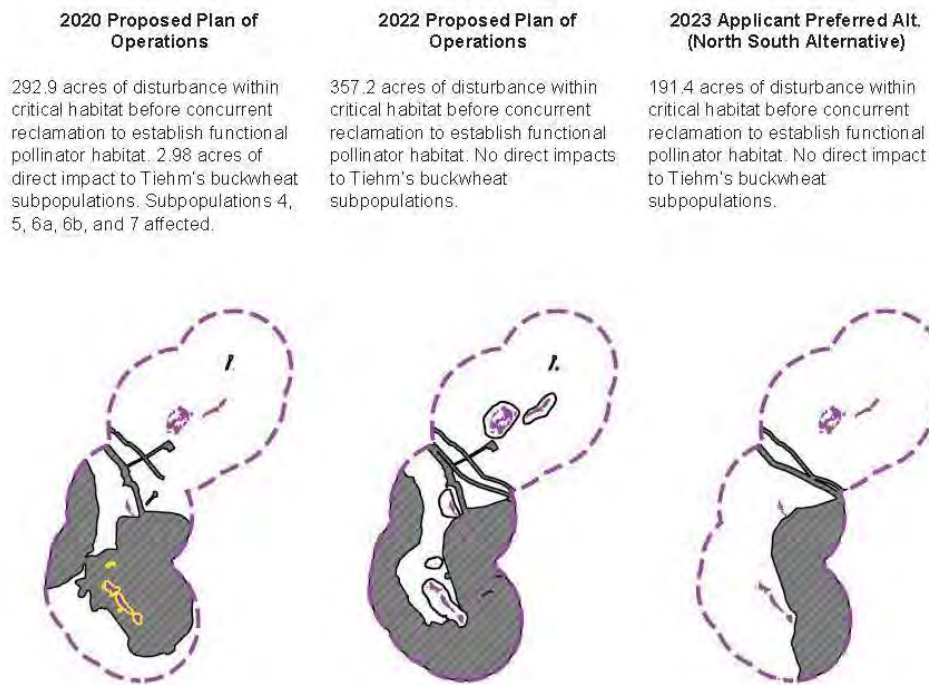 2020 Proposed Plan of
Operations
292.9 acres of disturbance within
critical habitat before concurrent
reclamation to establish functional
pollinator habitat. 2.98 acres of
direct impact to Tiehm's buckwheat
subpopulations. Subpopulations 4,
5, 6a, 6b, and 7 affected.
2022 Proposed Plan of
Operations
357.2 acres of disturbance within
critical habitat before concurrent
reclamation to establish functional
pollinator habitat. No direct impacts
to Tiehm's buckwheat
subpopulations.
2023 Applicant Preferred Alt.
(North South Alternative)
191.4 acres of disturbance within
critical habitat before concurrent
reclamation to establish functional
pollinator habitat. No direct impact
to Tiehm's buckwheat
subpopulations.